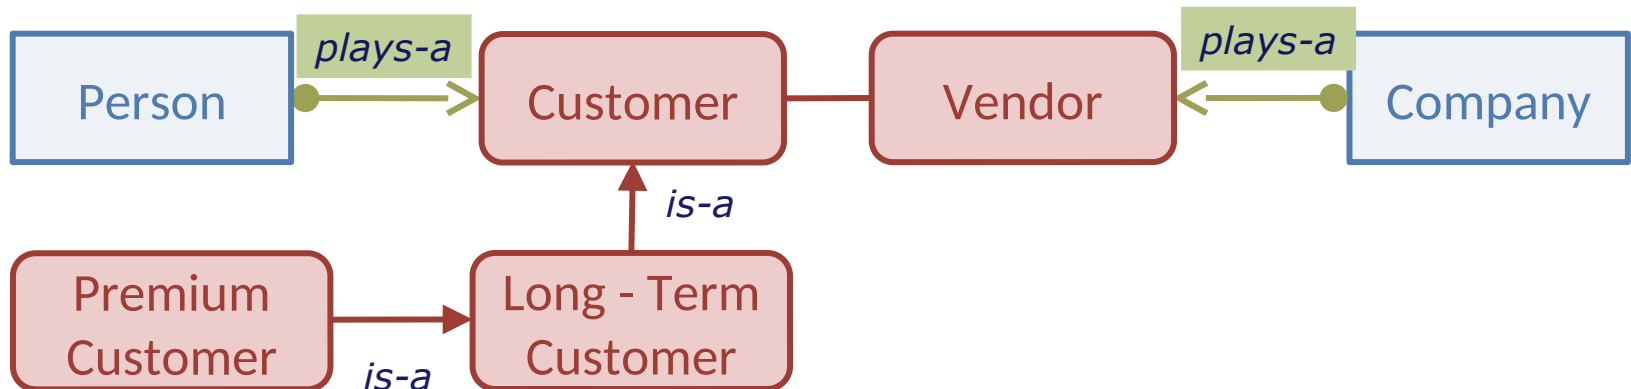 plays-a
plays-a
Person
Customer
Vendor
Company
is-a
Premium
Customer
Long - Term
Customer
is-a